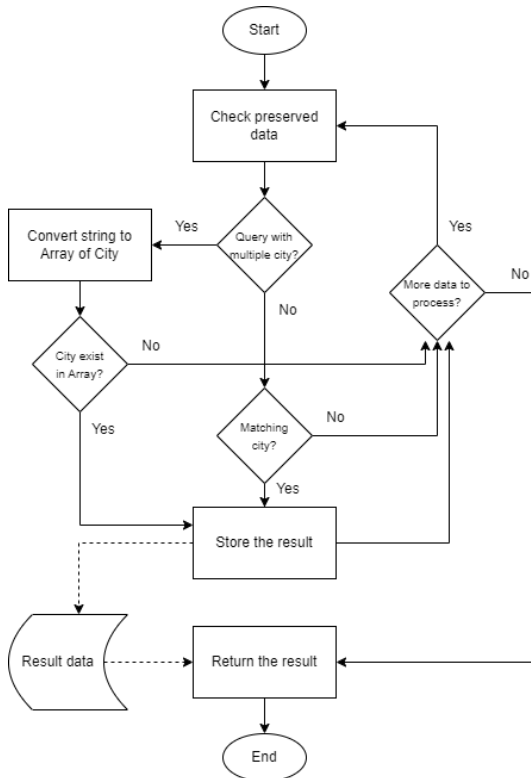 Start
Check preserved
data
Yes
Query with
multiple city?
Convert string to
Array of City
Yes
No
More data to
process?
No
City exist
in Array?
No
Yes
Matching
city?
No
Yes
Store the result
Result data
Return the result
End